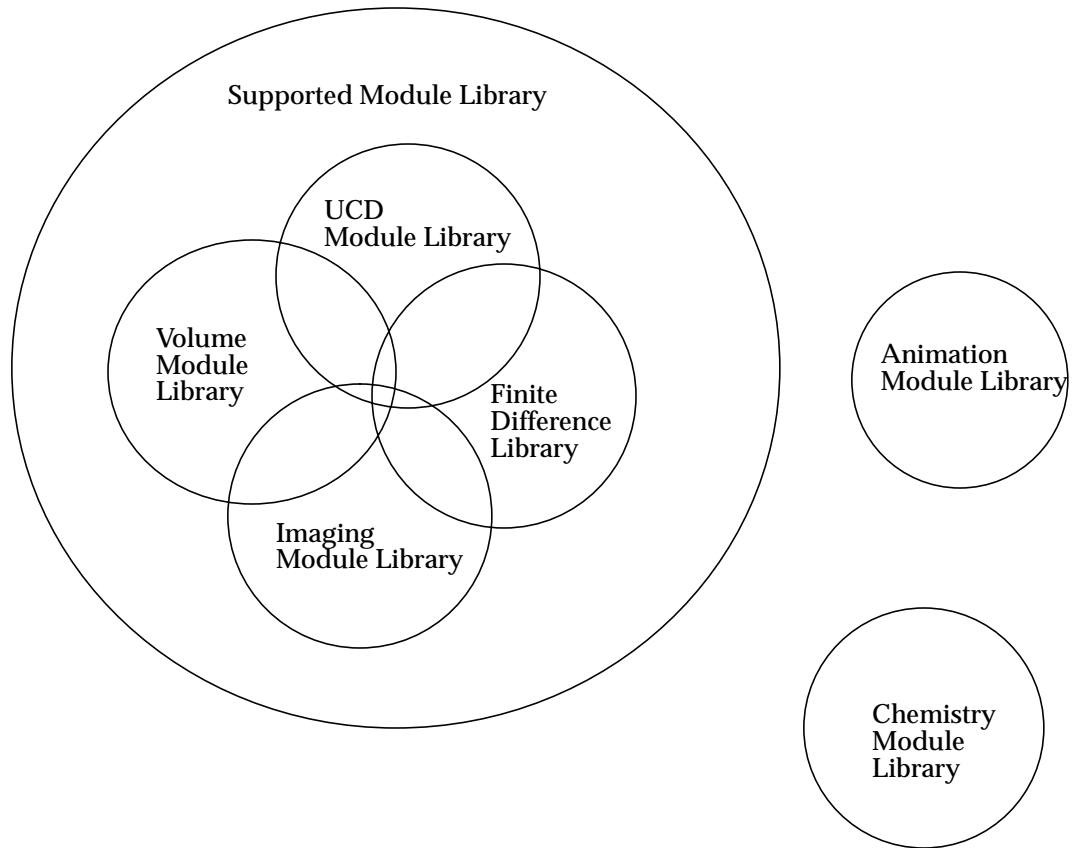 Supported Module Library
UCD
Module Library
Volume
Module
Library
Finite
Difference
Library
Imaging
Module Library
Animation
Module Library
Chemistry
Module
Library